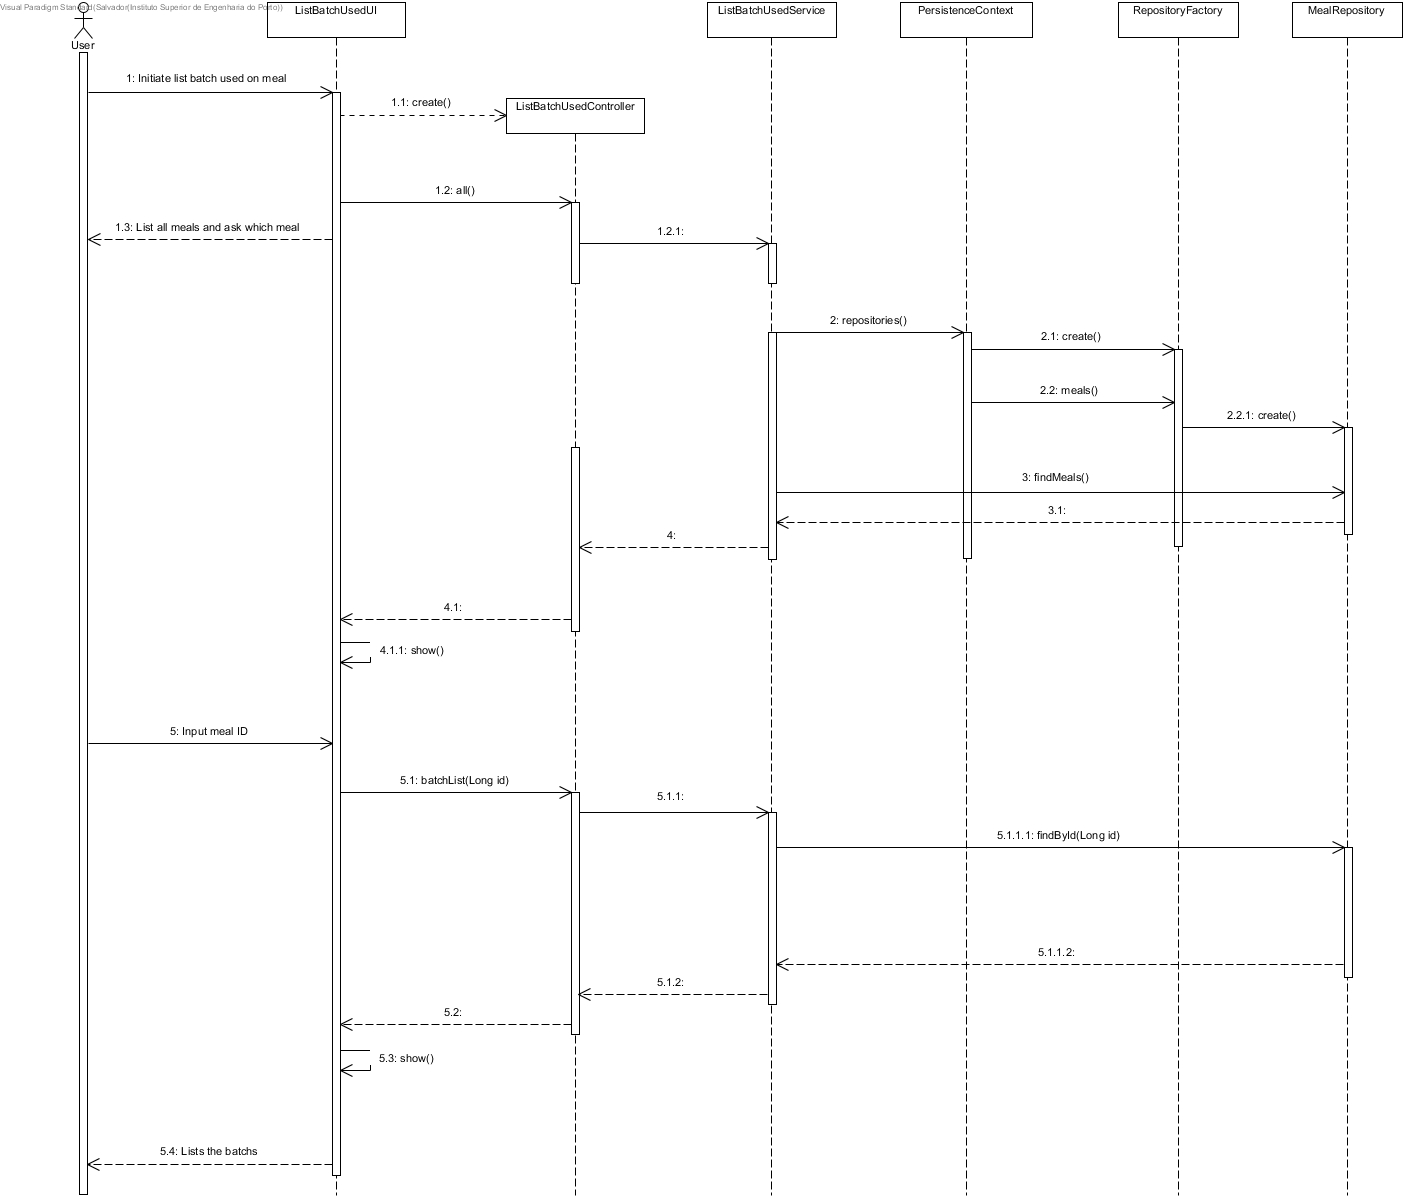 Visual Paradigm Standard(Salvador(Instituto Superior de Engenharia do Porto))
User
ListBatchUsedUI
ListBatchUsedService
PersistenceContext
RepositoryFactory
MealRepository
1: Initiate list batch used on meal
1.1: create()
ListBatchUsedController
1.2: all()
1.3: List all meals and ask which meal
1.2.1:
2: repositories()
2.1: create()
2.2: meals()
2.2.1: create()
3: findMeals()
3.1:
4:
4.1:
4.1.1: show()
5: Input meal ID
5.1: batchList(Long id)
5.1.1:
5.1.1.1: findById(Long id)
5.1.1.2:
5.1.2:
5.2:
5.3: show()
5.4: Lists the batchs